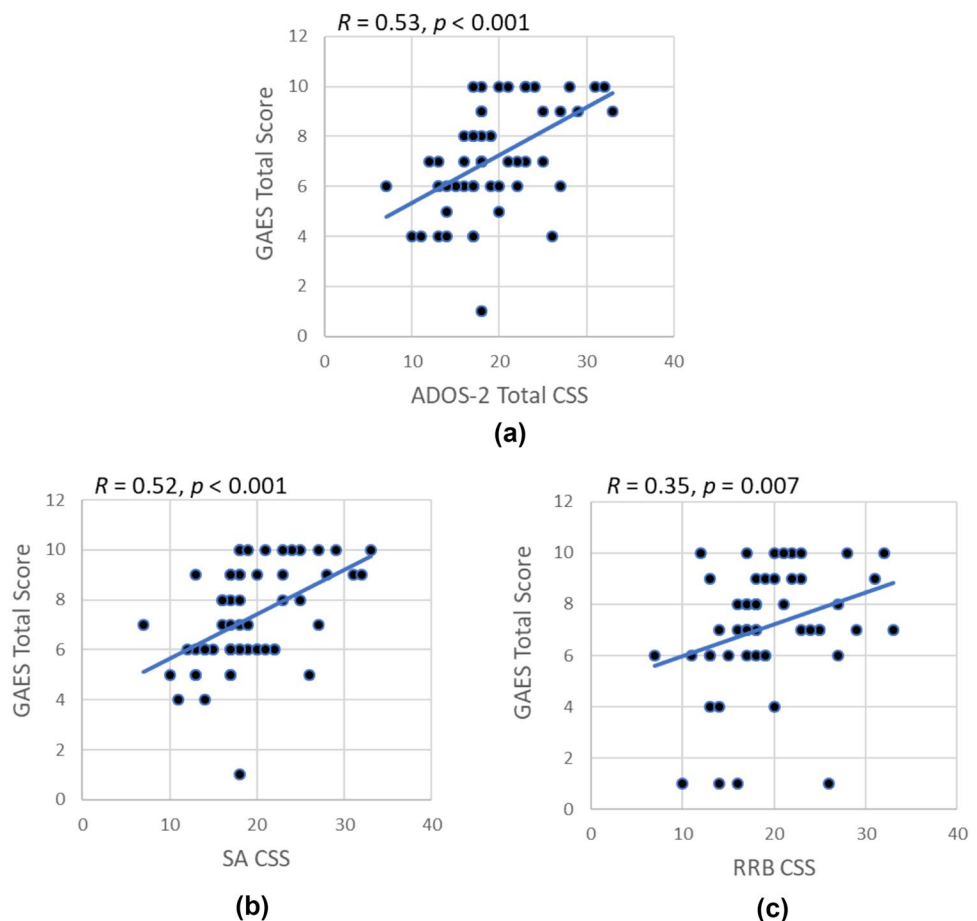 R = 0.53, p < 0.001
12
10
8
6
4
2
0
GAES Total Score
0 10 20 30 40
ADOS-2 Total CSS
(a)
R = 0.52, p < 0.001
12
10
8
6
4
2
0
GAES Total Score
0 10 20 30 40
SA CSS
(b)
R = 0.35, p = 0.007
12
10
8
6
4
2
0
GAES Total Score
0 10 20 30 40
RRB CSS
(c)